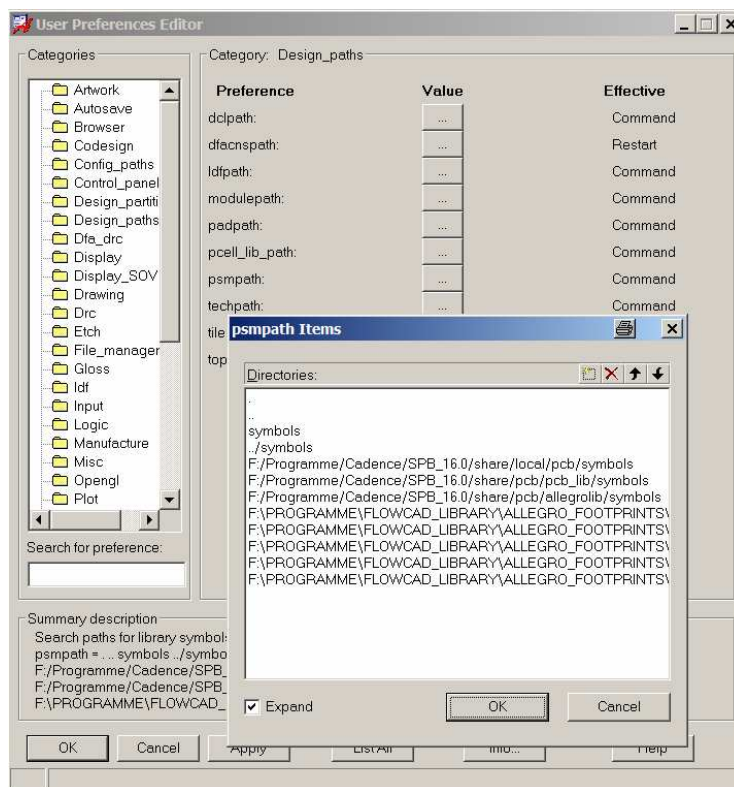 User Preferences Editor
Categories
Artwork
Autosave
Browser
Codesign
Config_paths
Control_panel
Design_partiti
Design_paths
Dfa_drc
Display
Display_SOV
Drawing
Drc
Etch
File_manager
Gloss
Idf
Input
Logic
Manufacture
Misc
Opengl
Plot
Search for preference:
Category: Design_paths
Preference Value Effective
dclpath: ... Command
dfacnspath: ... Restart
ldfpath: ... Command
modulepath: ... Command
padpath: ... Command
pcell_lib_path: ... Command
psmpath: ... Command
techpath: ... Command
tile
top
psmpath Items
Directories:
.
..
symbols
../symbols
F:/Programme/Cadence/SPB_16.0/share/local/pcb/symbols
F:/Programme/Cadence/SPB_16.0/share/pcb/pcb_lib/symbols
F:/Programme/Cadence/SPB_16.0/share/pcb/allegrolib/symbols
F:\PROGRAMME\FLOWCAD_LIBRARY\ALLEGRO_FOOTPRINTS\
F:\PROGRAMME\FLOWCAD_LIBRARY\ALLEGRO_FOOTPRINTS\
F:\PROGRAMME\FLOWCAD_LIBRARY\ALLEGRO_FOOTPRINTS\
F:\PROGRAMME\FLOWCAD_LIBRARY\ALLEGRO_FOOTPRINTS\
F:\PROGRAMME\FLOWCAD_LIBRARY\ALLEGRO_FOOTPRINTS\
Expand
OK
Cancel
Summary description
Search paths for library symbol
psmpath = . .. symbols ../symbo
F:/Programme/Cadence/SPB_
F:/Programme/Cadence/SPB_
F:\PROGRAMME\FLOWCAD_
OK Cancel Apply List All Info... Help